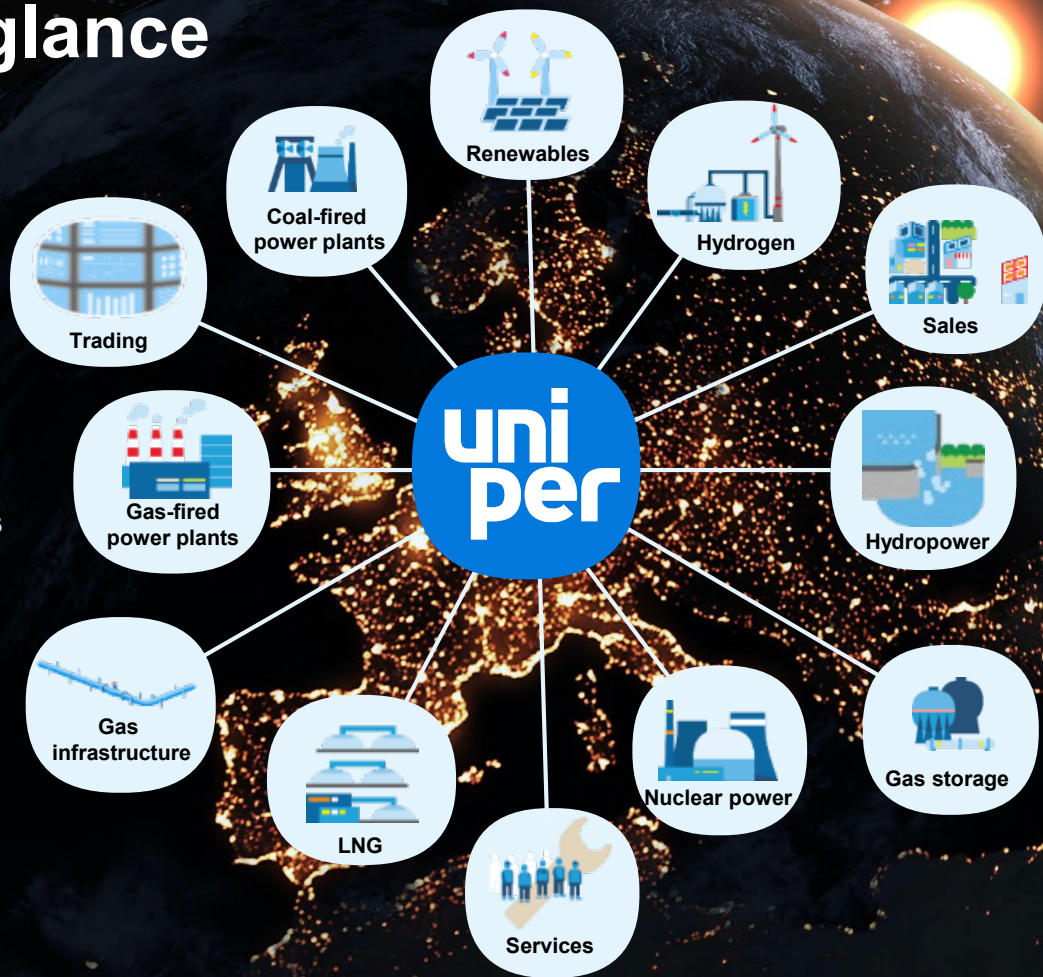 glance
Renewables
Coal-fired
power plants
Hydrogen
Trading
Sales
uni
per
Gas-fired
power plants
s
Hydropower
Gas
infrastructure
Nuclear power
Gas storage
LNG
Services